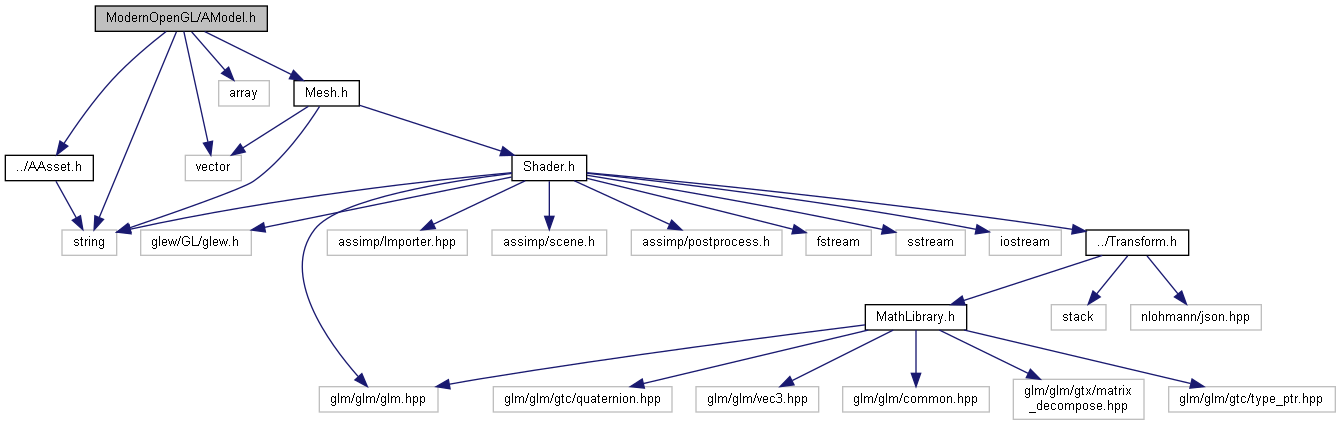 ModernOpenGL/AModel.h
array
Mesh.h
../AAsset.h
vector
Shader.h
string
glew/GL/glew.h
assimp/Importer.hpp
assimp/scene.h
assimp/postprocess.h
fstream
sstream
iostream
../Transform.h
MathLibrary.h
stack
nlohmann/json.hpp
glm/glm/glm.hpp
glm/glm/gtc/quaternion.hpp
glm/glm/vec3.hpp
glm/glm/common.hpp
glm/glm/gtx/matrix
_decompose.hpp
glm/glm/gtc/type_ptr.hpp